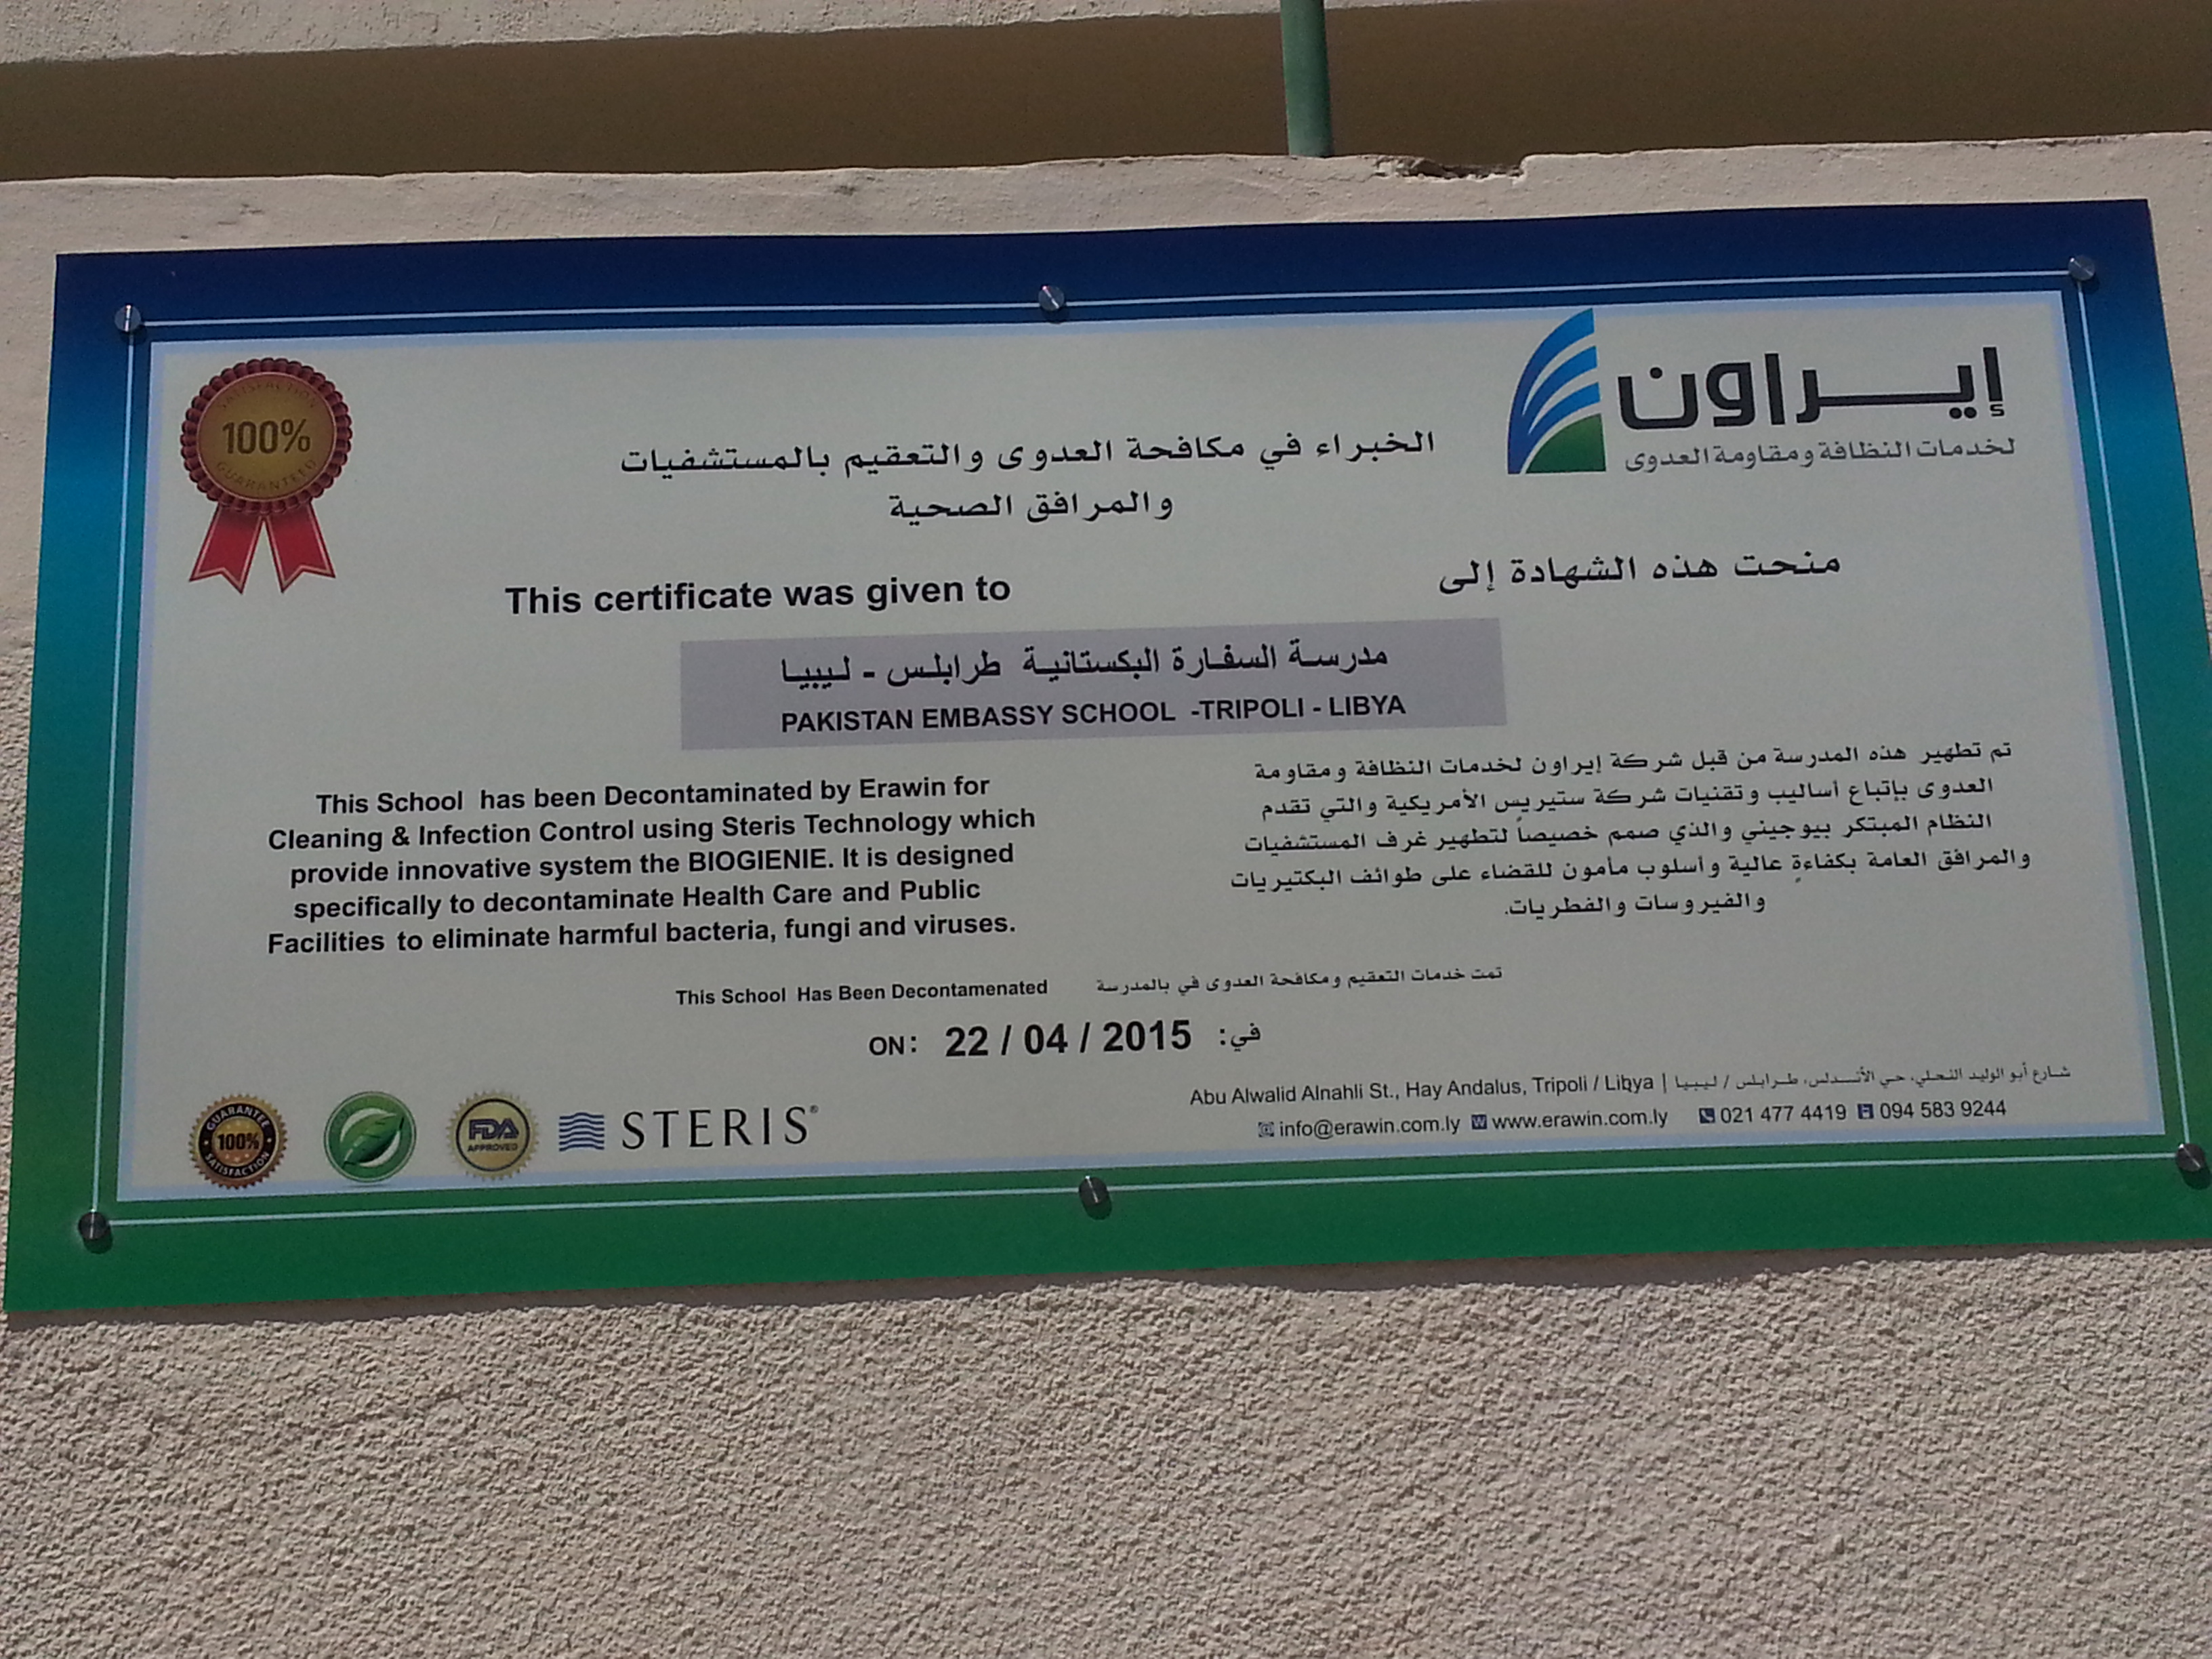 SATISFACTION
100%
GUARANTEED
إيراون
لخدمات النظافة ومقاومة العدوى
الخبراء في مكافحة العدوى والتعقيم بالمستشفيات
والمرافق الصحية
This certificate was given to
منحت هذه الشهادة إلى
مدرسة السفارة البكستانية طرابلس - ليبيا
PAKISTAN EMBASSY SCHOOL -TRIPOLI - LIBYA
This School has been Decontaminated by Erawin for
Cleaning & Infection Control using Steris Technology which
provide innovative system the BIOGIENIE. It is designed
specifically to decontaminate Health Care and Public
Facilities to eliminate harmful bacteria, fungi and viruses.
تم تطهير هذه المدرسة من قبل شركة إيراون لخدمات النظافة ومقاومة
العدوى بإتباع أساليب وتقنيات شركة ستيريس الأمريكية والتي تقدم
النظام المبتكر بيوجيني والذي صمم خصيصاً لتطهير غرف المستشفيات
والمرافق العامة بكفاءةٍ عالية وأسلوب مأمون للقضاء على طوائف البكتيريات
والفيروسات والفطريات.
This School Has Been Decontamenated
تمت خدمات التعقيم ومكافحة العدوى في بالمدرسة
ON: 22 / 04 / 2015 في:
GUARANTEE
100%
SATISFACTION
FDA
APPROVED
STERIS®
Abu Alwalid Alnahli St., Hay Andalus, Tripoli / Libya | شارع أبو الوليد النحلي، حي الأندلس، طرابلس / ليبيا
info@erawin.com.ly www.erawin.com.ly 021 477 4419 094 583 9244